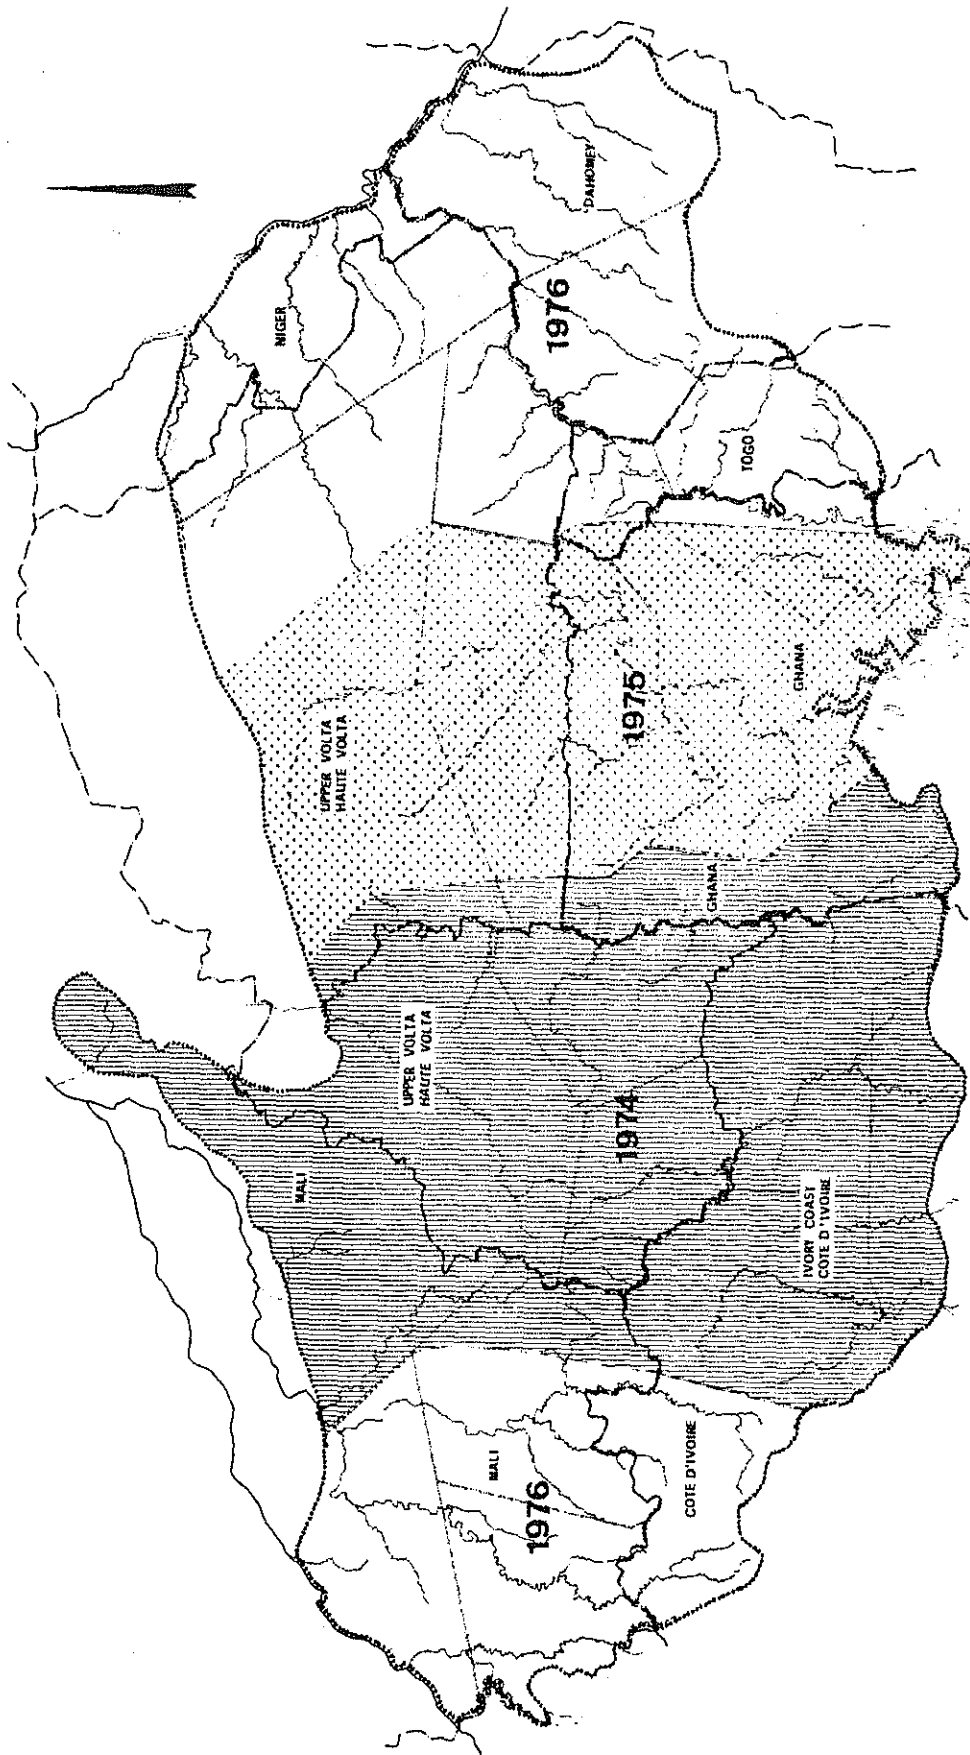 NIGER
MALI
UPPER VOLTA
HAUTE VOLTA
UPPER VOLTA
HAUTE VOLTA
MALI
1976
1976
DAHOMEY
1974
1975
COTE D'IVOIRE
GHANA
TOGO
GHANA
IVORY COAST
COTE D'IVOIRE